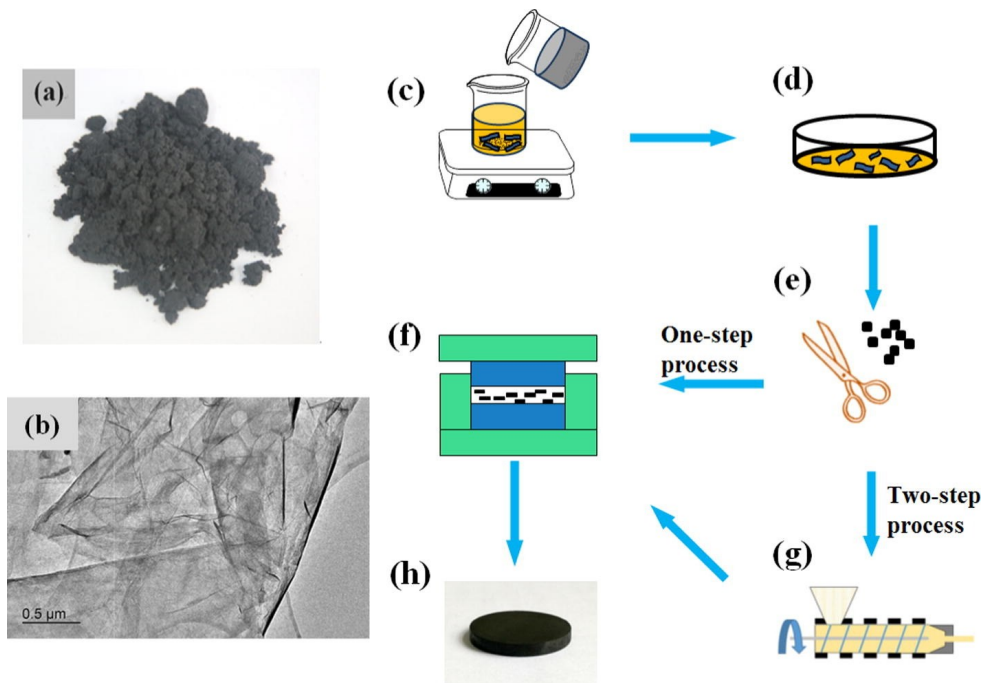 (a)
(b)
0.5 µm
(c)
(d)
(e)
(f)
One-step
process
Two-step
process
(g)
(h)